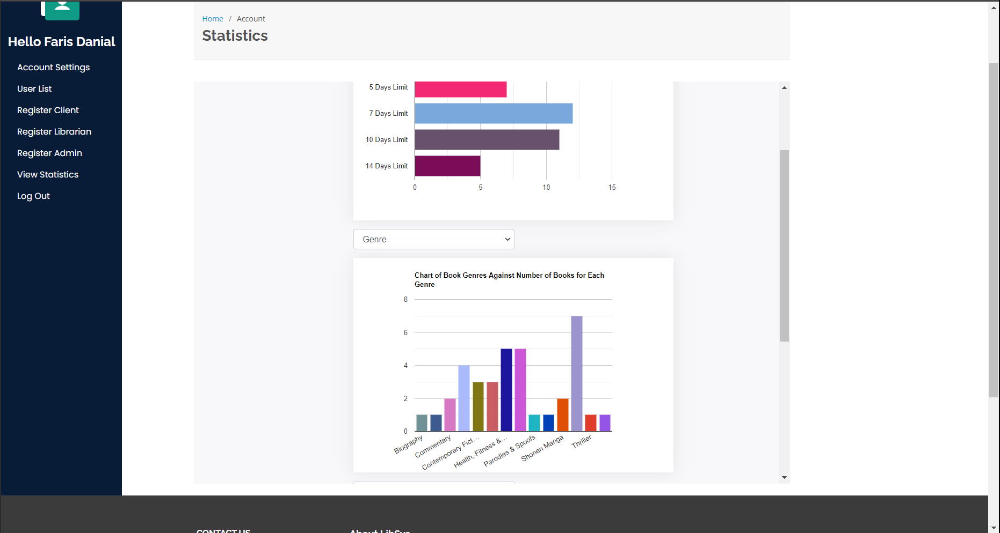 Hello Faris Danial
Account Settings
User List
Register Client
Register Librarian
Register Admin
View Statistics
Log Out
Home / Account
Statistics
5 Days Limit
7 Days Limit
10 Days Limit
14 Days Limit
0 5 10 15
Genre
Chart of Book Genres Against Number of Books for Each
Genre
8
6
4
2
0
Biography
Commentary
Contemporary Fict...
Health, Fitness &...
Parodies & Spoofs
Shonen Manga
Thriller
CONTACT US
About LibSys